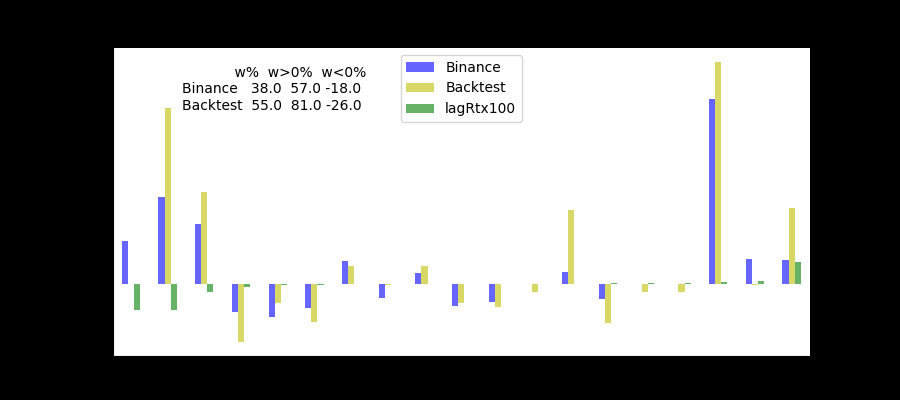 w%  w>0%  w<0%
Binance   38.0  57.0 -18.0
Backtest  55.0  81.0 -26.0
Binance
Backtest
lagRtx100